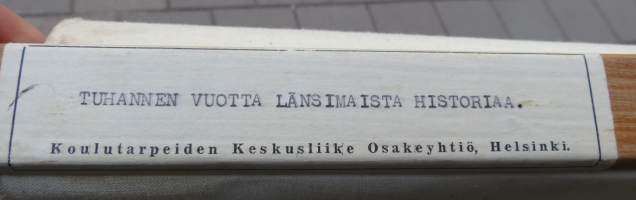 TUHANNEN VUOTTA LÄNSIMAISTA HISTORIAA.
Koulutarpeiden Keskusliike Osakeyhtiö, Helsinki.